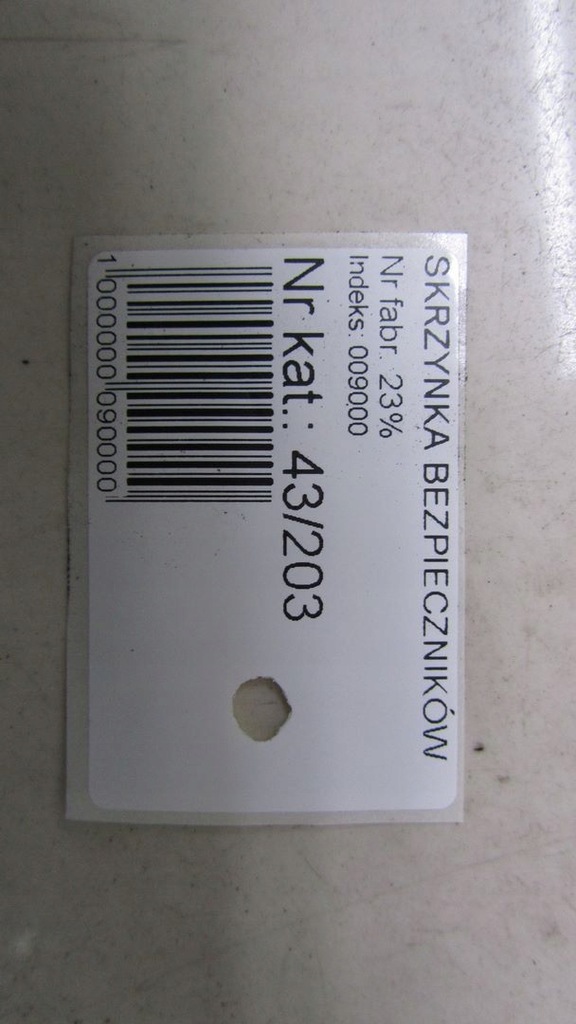 SKRZYNKA BEZPIECZNIKÓW
Nr fabr. 23%
Indeks: 009000
Nr kat.: 43/203
1 000000 090000